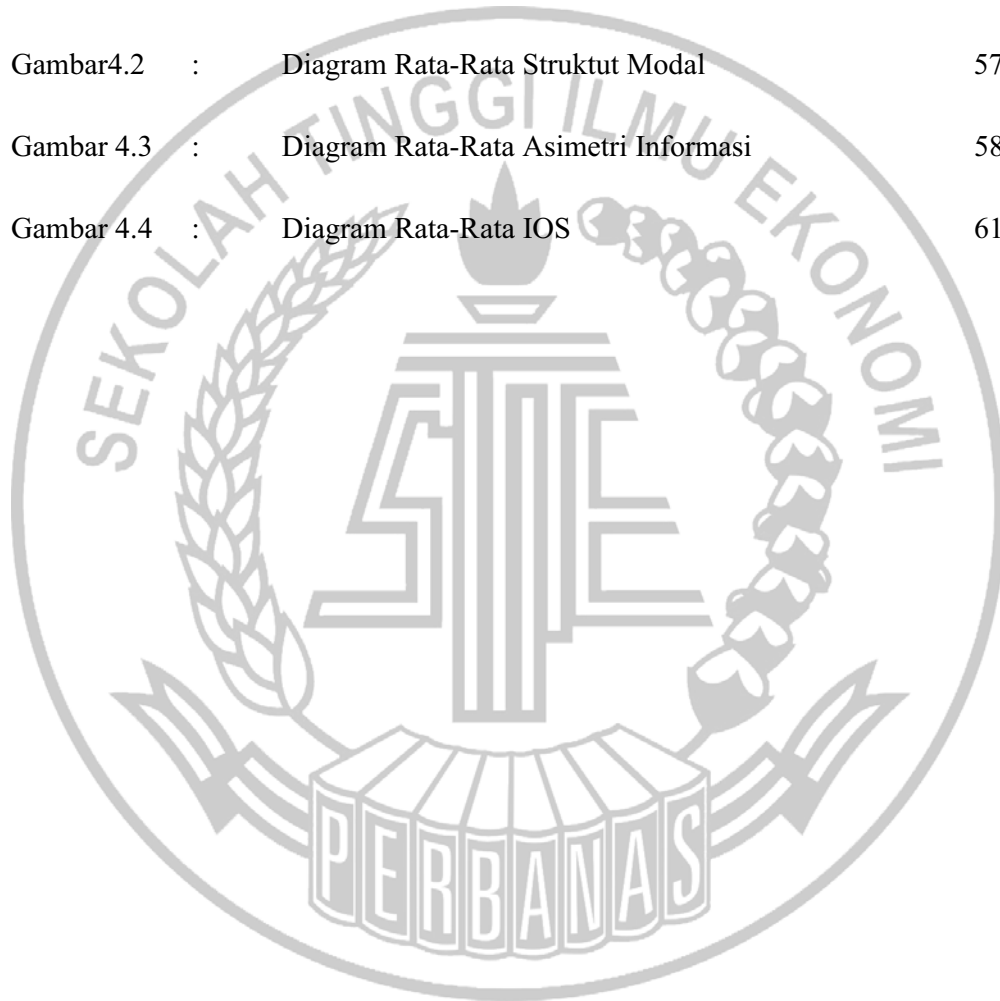 Gambar4.2 : Diagram Rata-Rata Struktut Modal 57
Gambar 4.3 : Diagram Rata-Rata Asimetri Informasi 58
Gambar 4.4 : Diagram Rata-Rata IOS 61
SEKOLAH TINGGI ILMU EKONOMI
STIE
PERBANAS